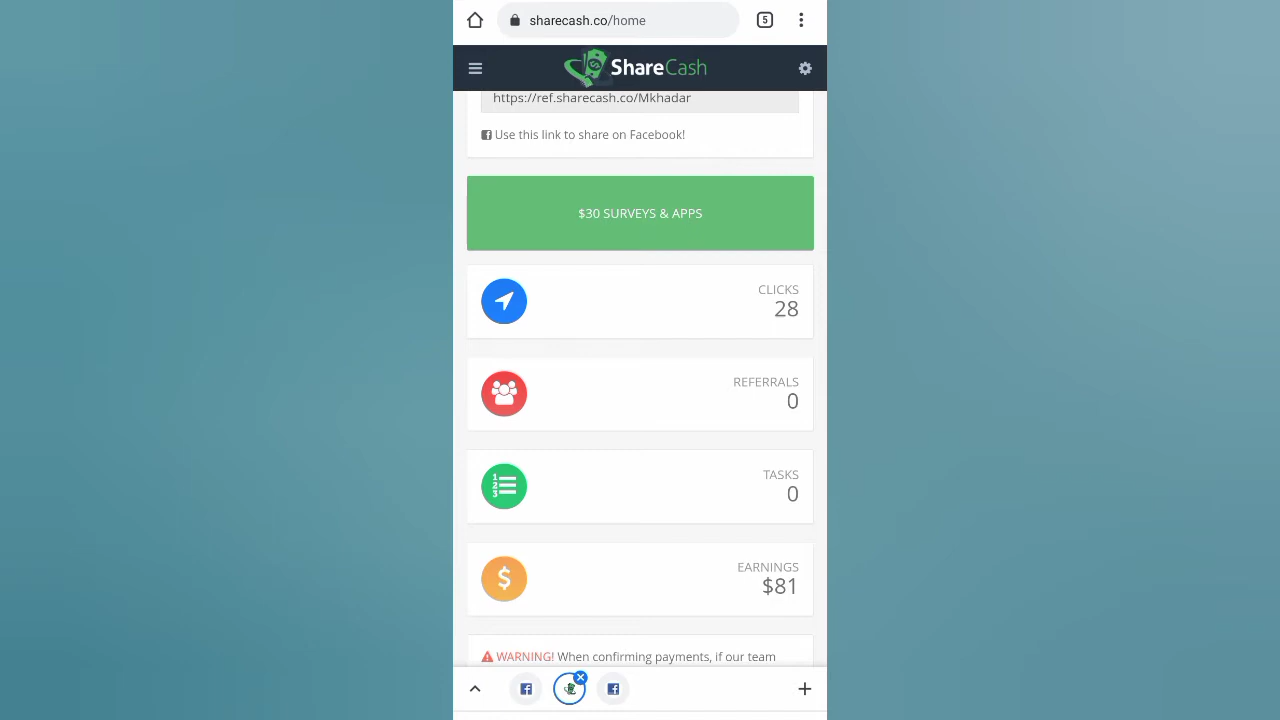 sharecash.co/home
5
ShareCash
https://ref.sharecash.co/Mkhadar
Use this link to share on Facebook!
$30 SURVEYS & APPS
CLICKS
28
REFERRALS
0
TASKS
0
EARNINGS
$81
WARNING! When confirming payments, if our team